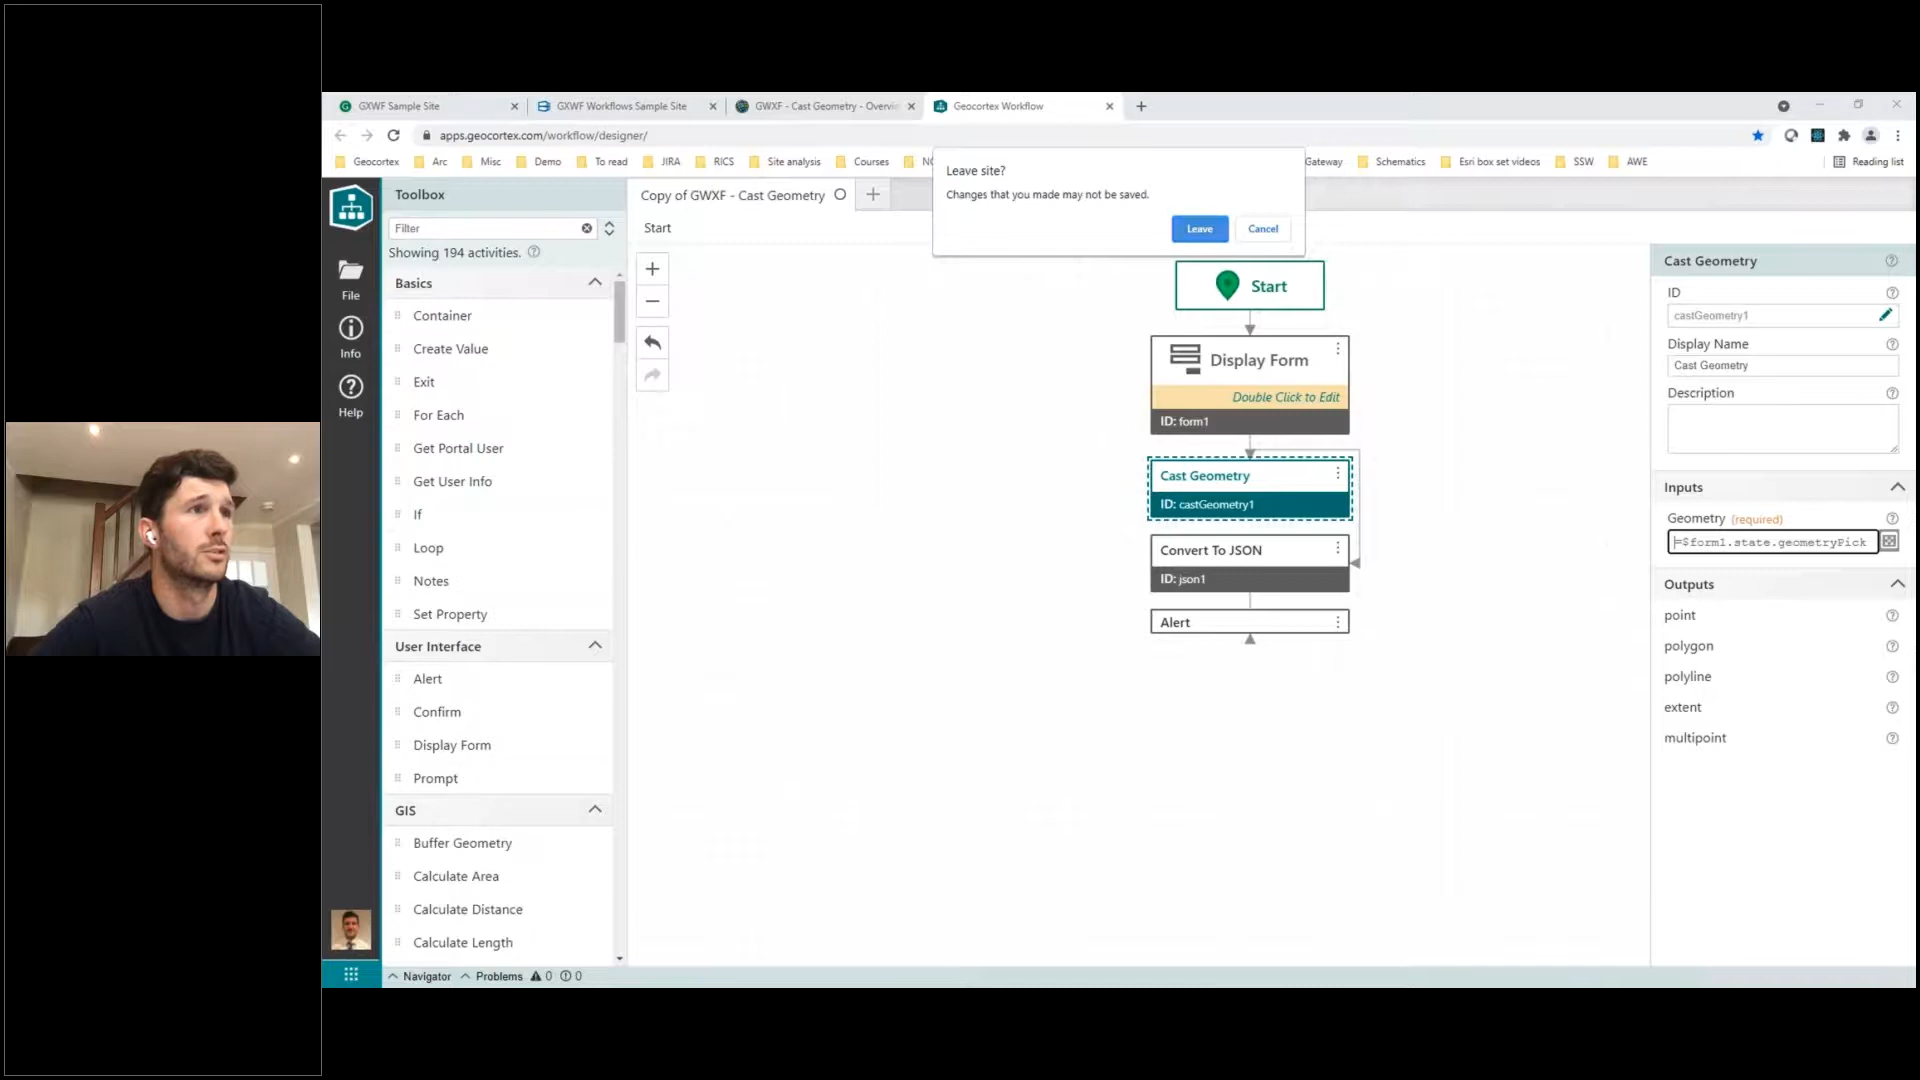 GXWF Sample Site
GXWF Workflows Sample Site
GWXF - Cast Geometry - Overvie
Geocortex Workflow
apps.geocortex.com/workflow/designer/
Geocortex
Arc
Misc
Demo
To read
JIRA
RICS
Site analysis
Courses
Gateway
Schematics
Esri box set videos
SSW
AWE
Reading list
Leave site?
Changes that you made may not be saved.
Leave
Cancel
File
Info
Help
Toolbox
Filter
Showing 194 activities.
Basics
Container
Create Value
Exit
For Each
Get Portal User
Get User Info
If
Loop
Notes
Set Property
User Interface
Alert
Confirm
Display Form
Prompt
GIS
Buffer Geometry
Calculate Area
Calculate Distance
Calculate Length
Copy of GWXF - Cast Geometry
Start
Start
Display Form
Double Click to Edit
ID: form1
Cast Geometry
ID: castGeometry1
Convert To JSON
ID: json1
Alert
Cast Geometry
ID
castGeometry1
Display Name
Cast Geometry
Description
Inputs
Geometry (required)
=$form1.state.geometryPick
Outputs
point
polygon
polyline
extent
multipoint
Navigator
Problems
0
0